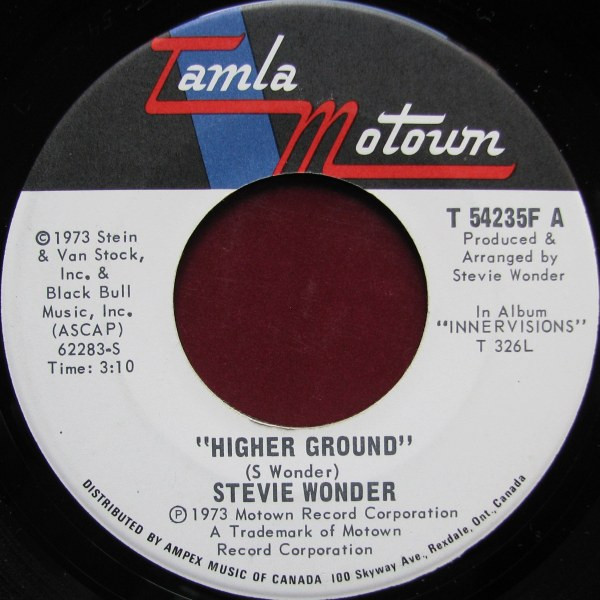 Tamla
Motown
T 54235F A
Produced &
Arranged by
Stevie Wonder
In Album
"INNERVISIONS"
T 326L
© 1973 Stein
& Van Stock,
Inc. &
Black Bull
Music, Inc.
(ASCAP)
62283-S
Time: 3:10
"HIGHER GROUND"
(S Wonder)
STEVIE WONDER
℗ 1973 Motown Record Corporation
A Trademark of Motown
Record Corporation
DISTRIBUTED BY AMPEX MUSIC OF CANADA 100 Skyway Ave., Rexdale, Ont., Canada